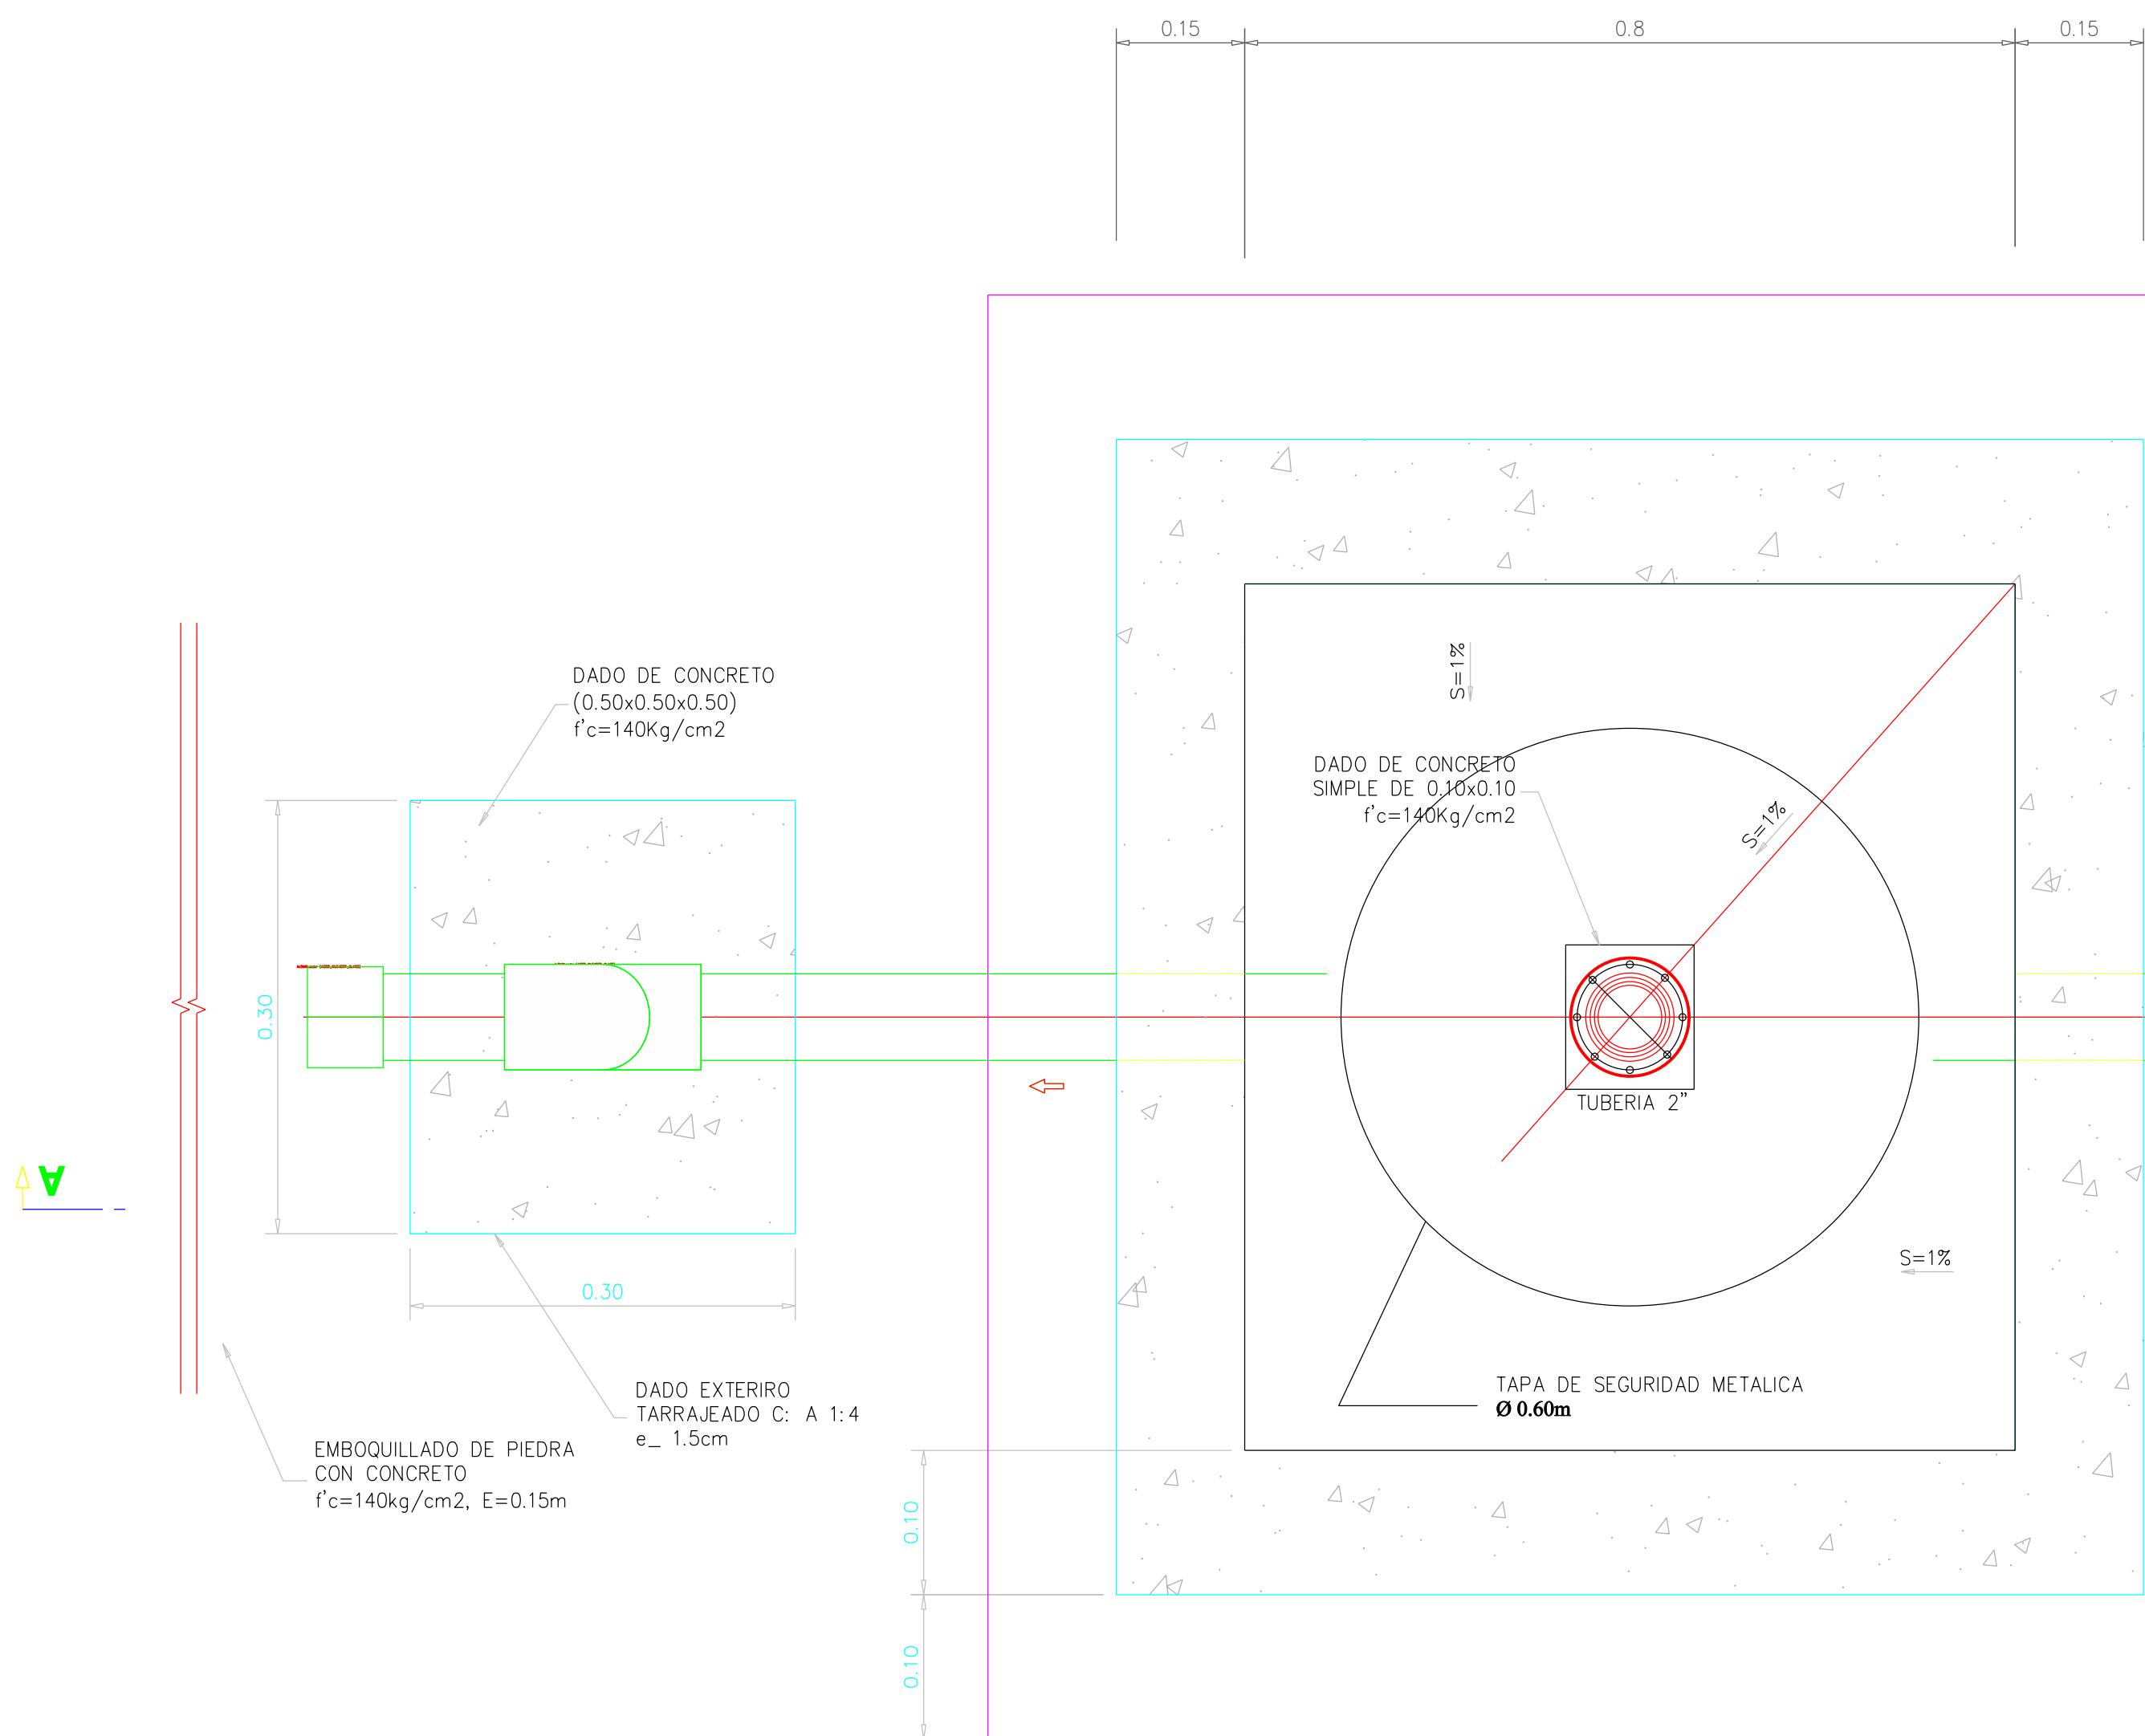 0.15
0.8
0.15
DADO DE CONCRETO
(0.50x0.50x0.50)
f'c=140Kg/cm2
S=1%
DADO DE CONCRETO
SIMPLE DE 0.10x0.10
f'c=140Kg/cm2
S=1%
0.30
TUBERIA 2"
A
S=1%
0.30
DADO EXTERIRO
TARRAJEADO C: A 1:4
e_ 1.5cm
TAPA DE SEGURIDAD METALICA
Ø 0.60m
EMBOQUILLADO DE PIEDRA
CON CONCRETO
f'c=140kg/cm2, E=0.15m
0.10
0.10